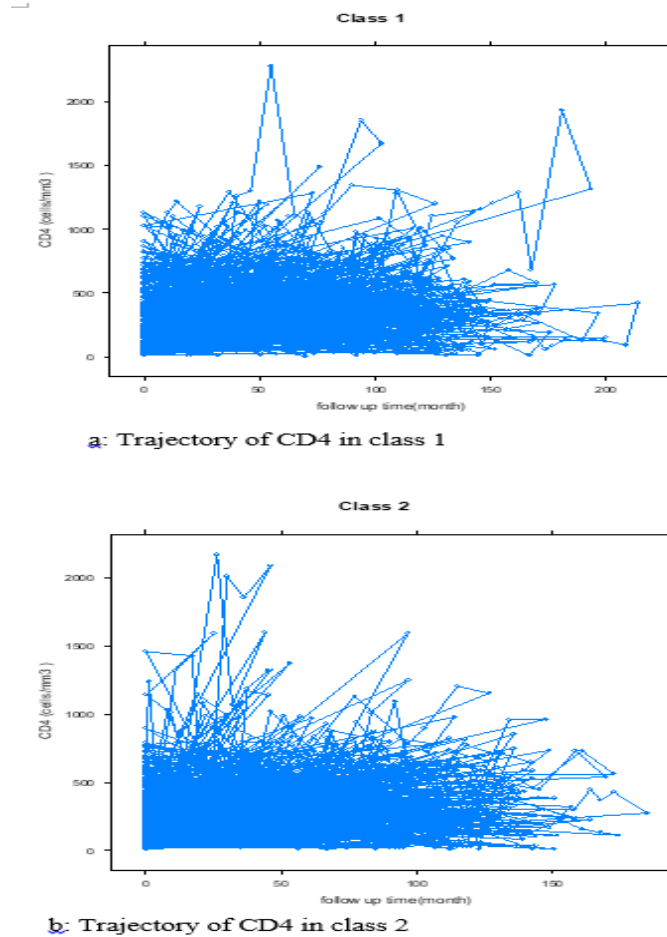 Class 1
2000
1500
1000
500
0
CD4 (cells/mm3 )
0 50 100 150 200
follow up time(month)
a: Trajectory of CD4 in class 1
Class 2
2000
1500
1000
500
0
CD4 (cells/mm3 )
0 50 100 150
follow up time(month)
b: Trajectory of CD4 in class 2